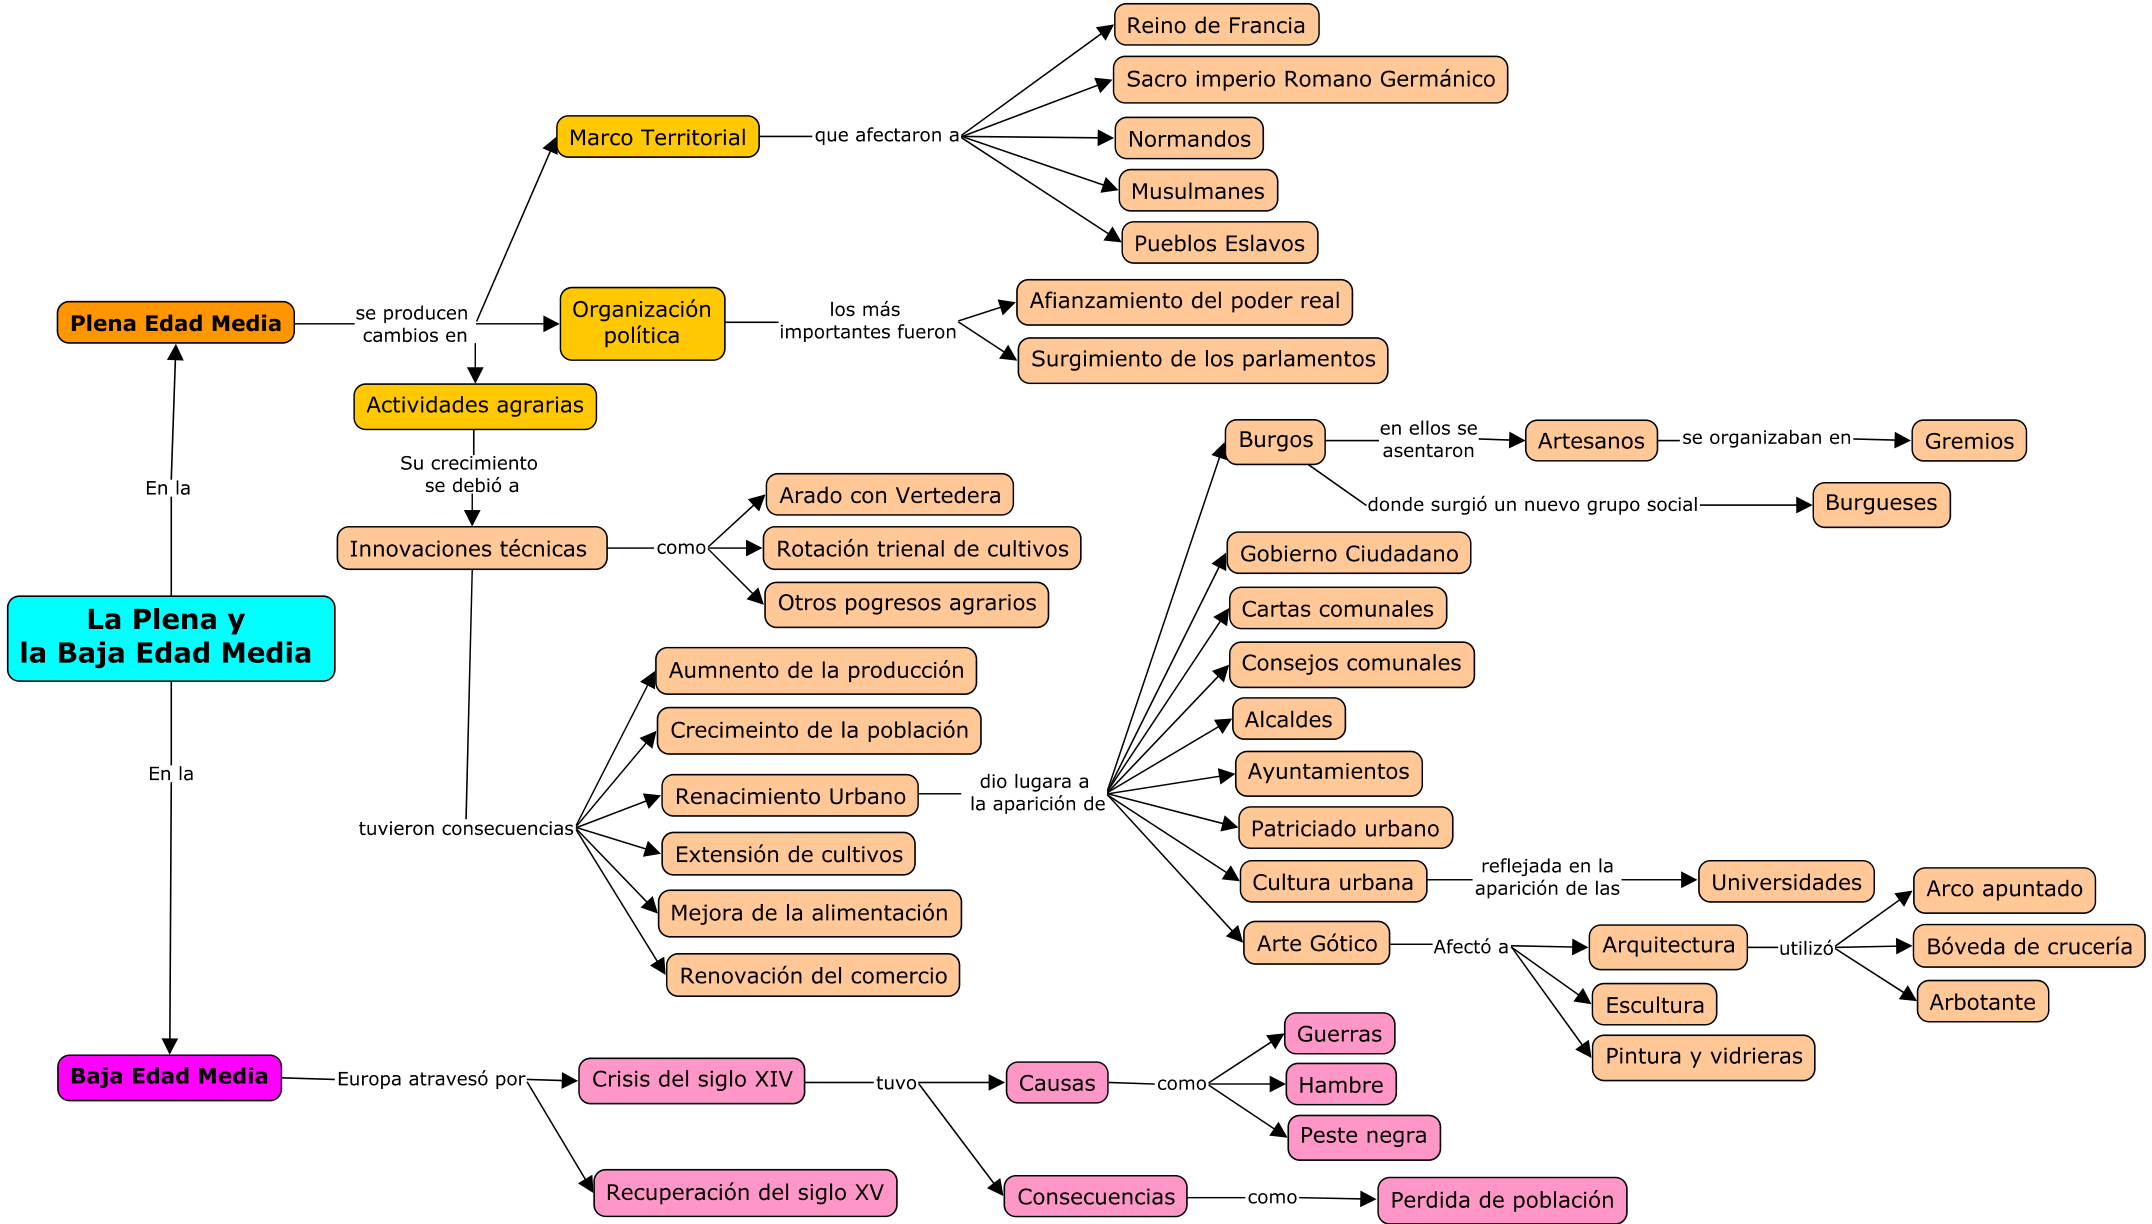 La Plena y
la Baja Edad Media
En la
Plena Edad Media
se producen
cambios en
Marco Territorial
que afectaron a
Reino de Francia
Sacro imperio Romano Germánico
Normandos
Musulmanes
Pueblos Eslavos
Organización
política
los más
importantes fueron
Afianzamiento del poder real
Surgimiento de los parlamentos
Actividades agrarias
Su crecimiento
se debió a
Innovaciones técnicas
como
Arado con Vertedera
Rotación trienal de cultivos
Otros pogresos agrarios
tuvieron consecuencias
Aumnento de la producción
Crecimeinto de la población
Renacimiento Urbano
Extensión de cultivos
Mejora de la alimentación
Renovación del comercio
dio lugara a
la aparición de
Burgos
en ellos se
asentaron
Artesanos
se organizaban en
Gremios
donde surgió un nuevo grupo social
Burgueses
Gobierno Ciudadano
Cartas comunales
Consejos comunales
Alcaldes
Ayuntamientos
Patriciado urbano
Cultura urbana
reflejada en la
aparición de las
Universidades
Arte Gótico
Afectó a
Arquitectura
utilizó
Arco apuntado
Bóveda de crucería
Arbotante
Escultura
Pintura y vidrieras
En la
Baja Edad Media
Europa atravesó por
Crisis del siglo XIV
tuvo
Causas
como
Guerras
Hambre
Peste negra
Consecuencias
como
Perdida de población
Recuperación del siglo XV